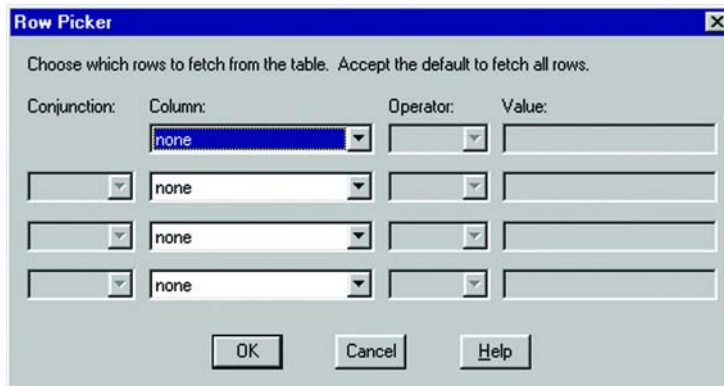 Row Picker
Choose which rows to fetch from the table. Accept the default to fetch all rows.
Conjunction: Column: Operator: Value:
none
none
none
none
OK Cancel Help